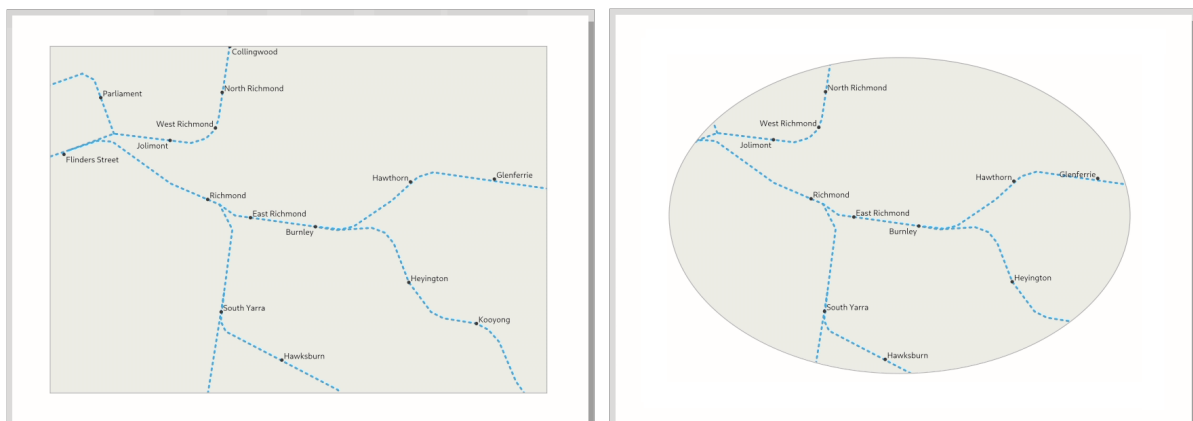 Collingwood
North Richmond
Parliament
West Richmond
Jolimont
Flinders Street
Hawthorn
Glenferrie
Richmond
East Richmond
Burnley
Heyington
South Yarra
Kooyong
Hawksburn
North Richmond
West Richmond
Jolimont
Hawthorn
Glenferrie
Richmond
East Richmond
Burnley
Heyington
South Yarra
Hawksburn